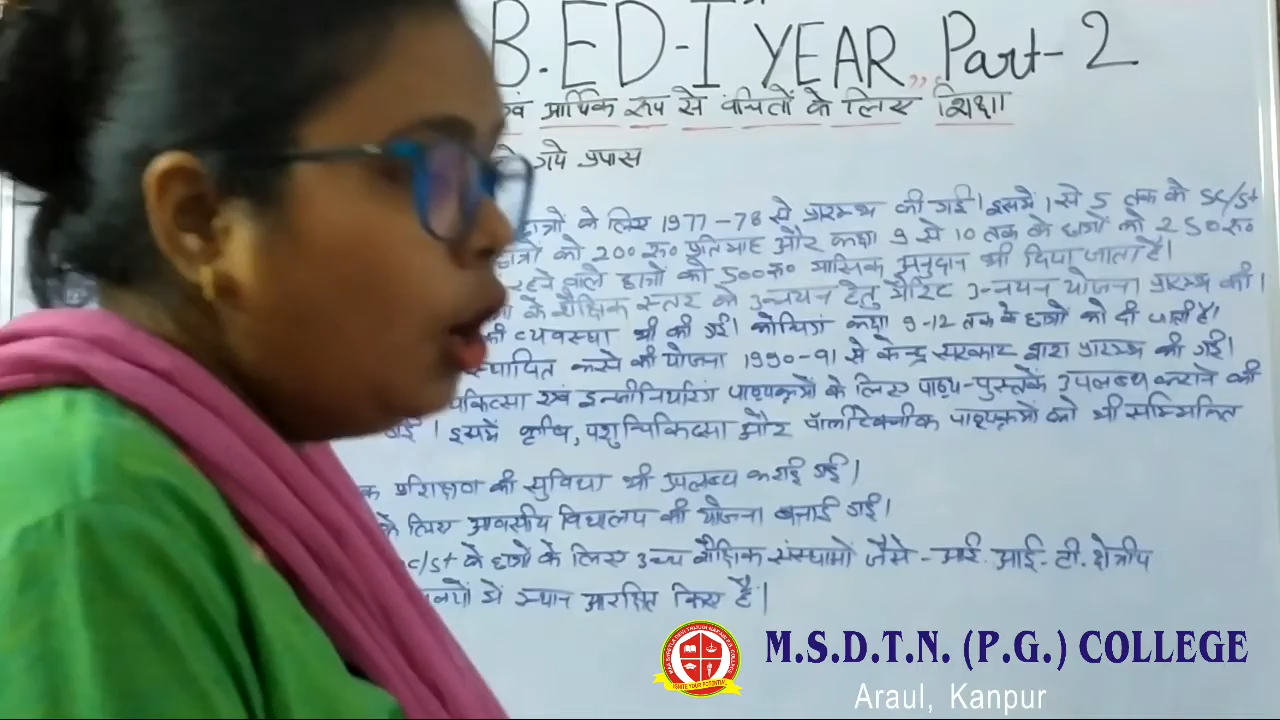 B.ED-I YEAR Part-2
एवं आर्थिक रूप से वंचितों के लिए शिक्षा
गये प्रयास
के लिए 1977-78 से प्रारम्भ की गई। इसमें 1 से 5 तक के SC/St
को 200 रु० प्रतिमाह और कक्षा 9 से 10 तक के छात्रों को 250 रु०
रहने वाले छात्रों को 500 रु० मासिक अनुदान भी दिया जाता है।
के शैक्षिक स्तर को उन्नयन हेतु मैरिट उन्नयन योजना प्रारम्भ की।
की व्यवस्था भी की गई। कोचिंग कक्षा 9-12 तक के छात्रों को दी जाती है।
स्थापित करने की योजना 1990-91 से केन्द्र सरकार द्वारा प्रारम्भ की गई।
चिकित्सा एवं इन्जीनियरिंग पाठ्यक्रमों के लिए पाठ्य-पुस्तकें उपलब्ध कराने की
गई। इसमें कृषि, पशुचिकित्सा और पॉलिटेक्नीक पाठ्यक्रमों को भी सम्मिलित
प्रशिक्षण की सुविधा भी उपलब्ध कराई गई।
के लिए आवासीय विद्यालय की योजना बनाई गई।
c/St के छात्रों के लिए उच्च शैक्षिक संस्थाओं जैसे - आई. आई. टी. क्षेत्रीय
में स्थान आरक्षित किए हैं।
IGNITE YOUR POTENTIAL
M.S.D.T.N. (P.G.) COLLEGE
Araul, Kanpur